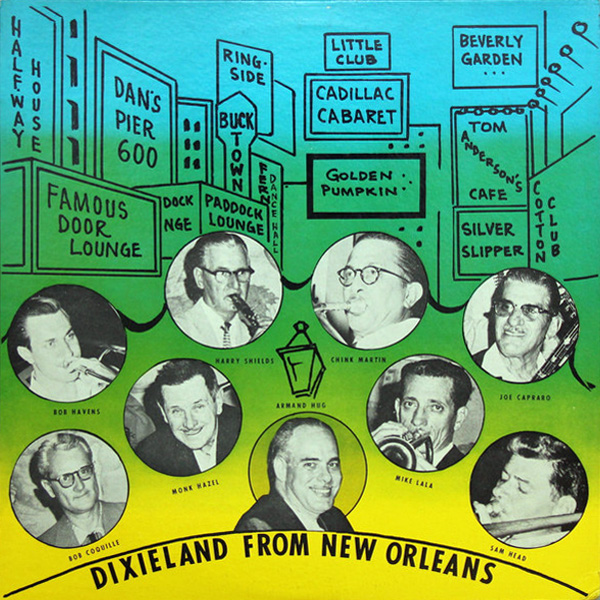 HALFWAY
HOUSE
DAN'S
PIER
600
RING-
SIDE
BUCK
TOWN
LITTLE
CLUB
CADILLAC
CABARET
BEVERLY
GARDEN
TOM
ANDERSON'S
CAFE
FAMOUS
DOOR
LOUNGE
DOCK
NGE
PADDOCK
LOUNGE
FERN
DANCE HALL
GOLDEN
PUMPKIN
SILVER
SLIPPER
COTTON
CLUB
HARRY SHIELDS
CHINK MARTIN
BOB HAVENS
ARMAND HUG
JOE CAPRARO
MONK HAZEL
MIKE LALA
BOB COQUILLE
SAM HEAD
DIXIELAND FROM NEW ORLEANS